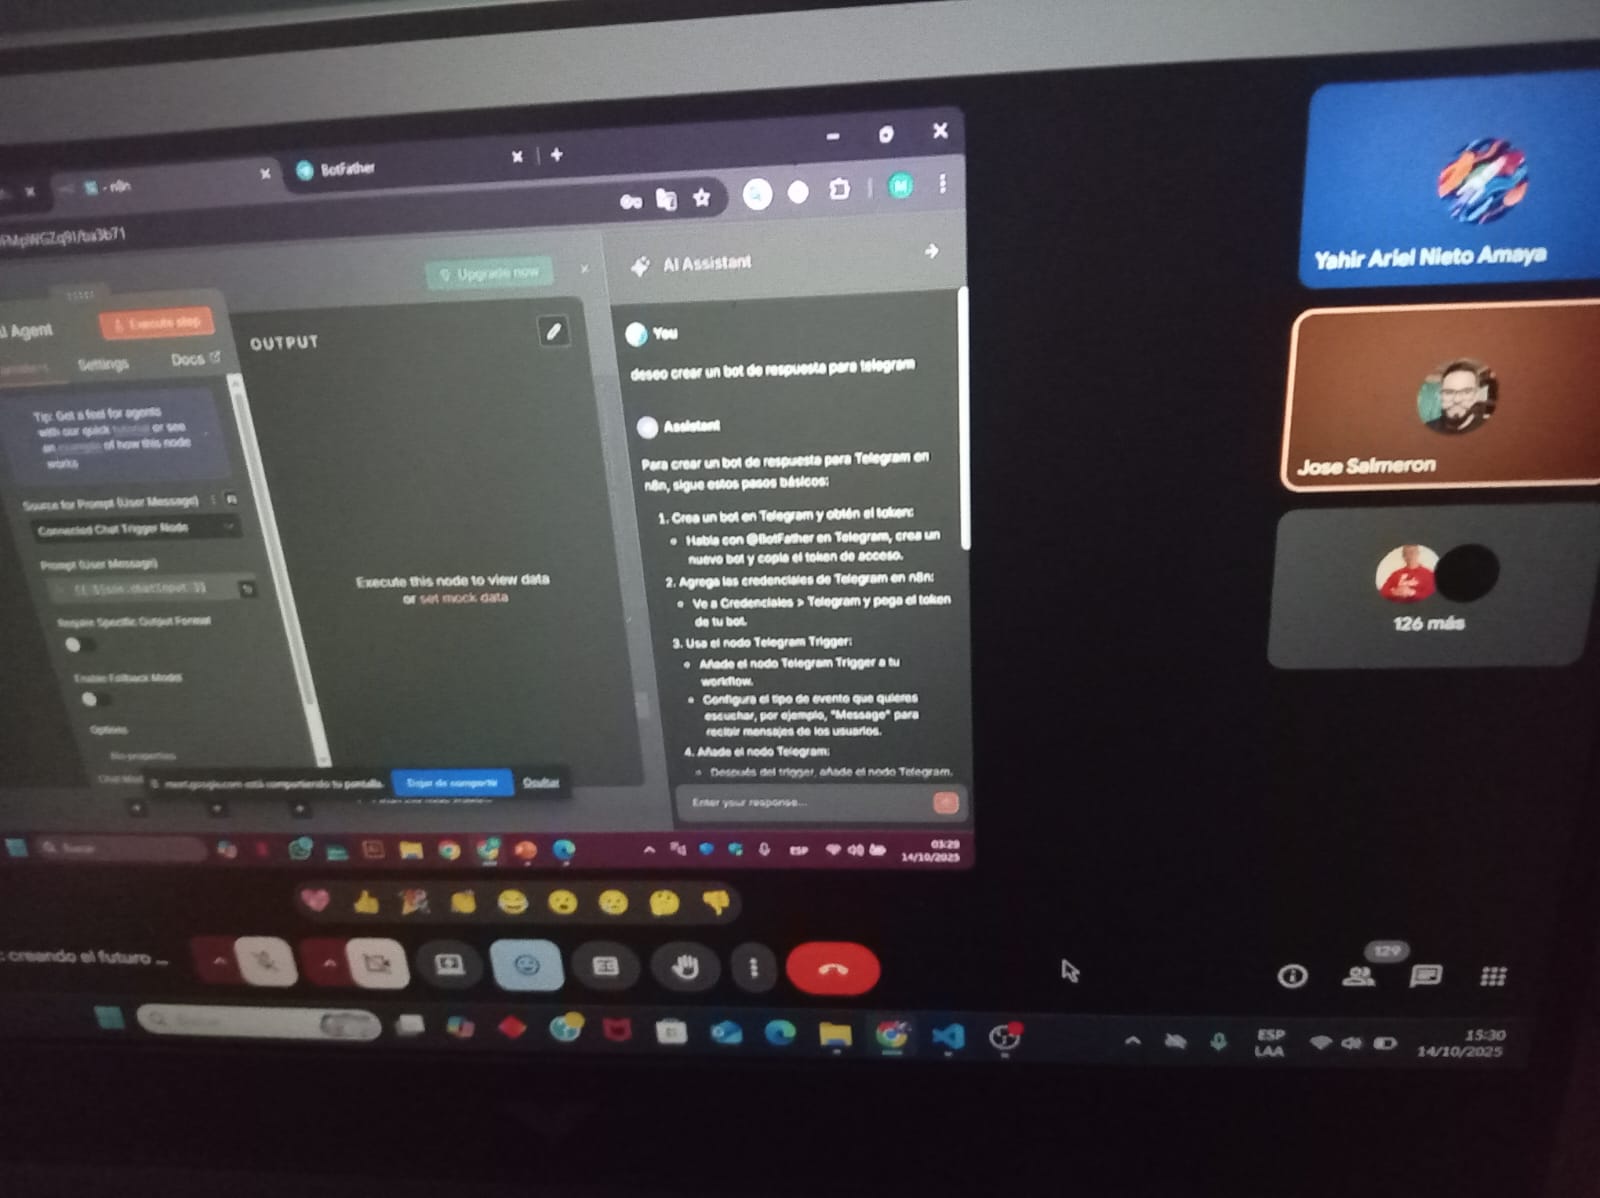 - n8n
BotFather
Upgrade now
AI Assistant
AI Agent
Execute step
OUTPUT
Settings
Docs
You
deseo crear un bot de respuesta para telegram
Tip: Get a feel for agents
with our quick tutorial or see
an example of how this node
works
Assistant
Para crear un bot de respuesta para Telegram en
n8n, sigue estos pasos básicos:
1. Crea un bot en Telegram y obtén el token:
Habla con @BotFather en Telegram, crea un
nuevo bot y copia el token de acceso.
2. Agrega las credenciales de Telegram en n8n:
Ve a Credenciales > Telegram y pega el token
de tu bot.
3. Usa el nodo Telegram Trigger:
Añade el nodo Telegram Trigger a tu
workflow.
Configura el tipo de evento que quieres
escuchar, por ejemplo, "Message" para
recibir mensajes de los usuarios.
4. Añade el nodo Telegram:
Después del trigger, añade el nodo Telegram.
Enter your response...
Source for Prompt (User Message)
Connected Chat Trigger Node
Prompt (User Message)
{{ $json.chatInput }}
Require Specific Output Format
Enable Fallback Model
Options
No properties
Execute this node to view data
or set mock data
meet.google.com está compartiendo tu pantalla.
Dejar de compartir
Ocultar
Buscar
ESP
03:29
14/10/2025
Yahir Ariel Nieto Amaya
Jose Salmeron
126 más
: creando el futuro ...
129
ESP
LAA
15:30
14/10/2025